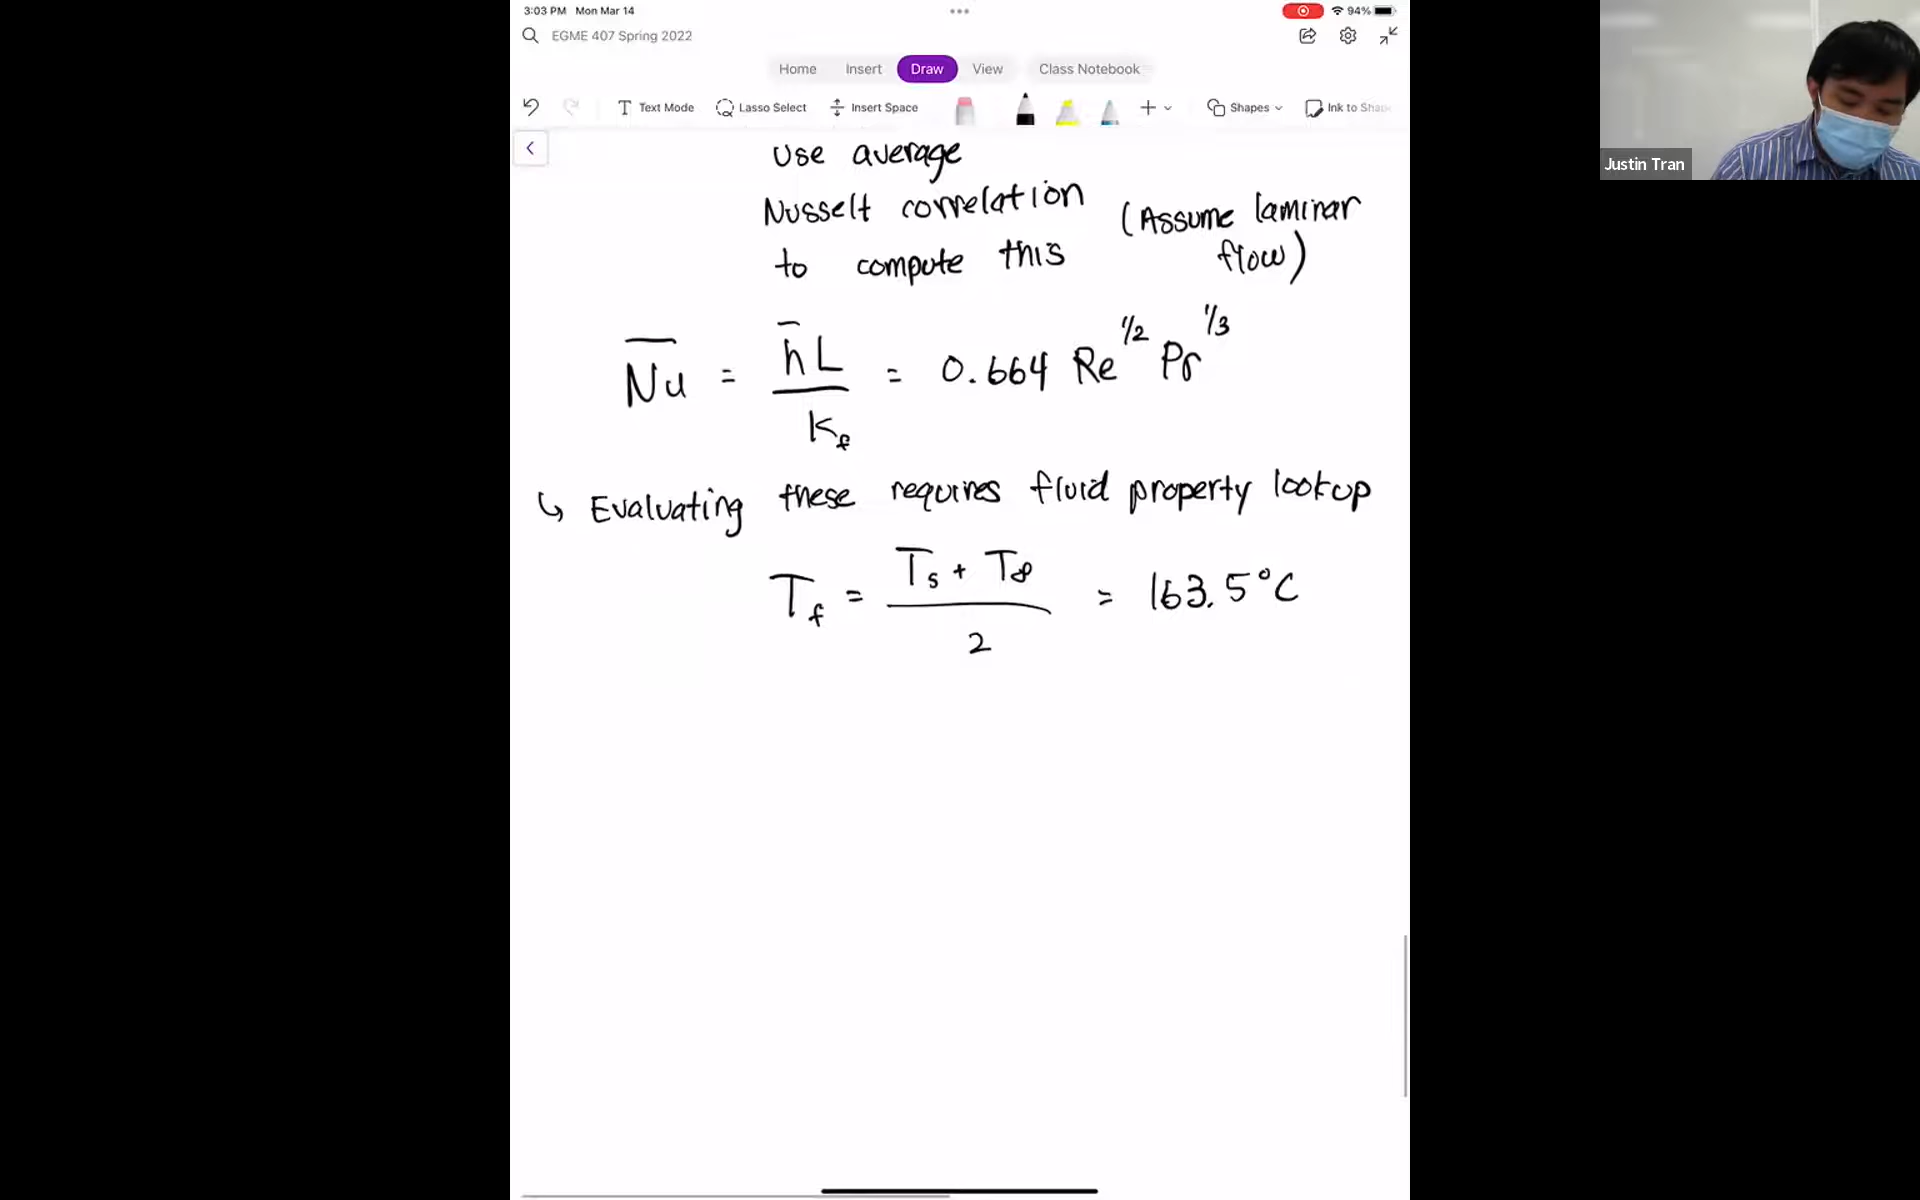 3:03 PM Mon Mar 14
94%
EGME 407 Spring 2022
Home Insert Draw View Class Notebook
Text Mode Lasso Select Insert Space Shapes Ink to Shap
Justin Tran
Use average
Nusselt correlation (Assume laminar
to compute this flow)
N̅u̅ = h̅L / K_f = 0.664 Re^1/2 Pr^1/3
↳ Evaluating these requires fluid property lookup
T_f = T_s + T_∞ / 2 = 163.5°C